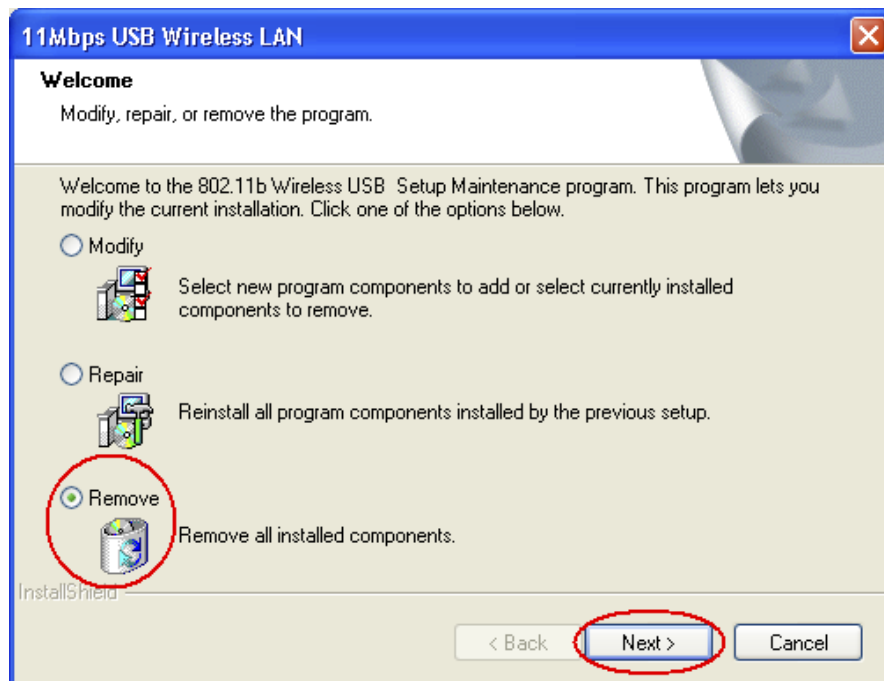 11Mbps USB Wireless LAN
Welcome
Modify, repair, or remove the program.
Welcome to the 802.11b Wireless USB  Setup Maintenance program. This program lets you
modify the current installation. Click one of the options below.
Modify
Select new program components to add or select currently installed
components to remove.
Repair
Reinstall all program components installed by the previous setup.
Remove
Remove all installed components.
InstallShield
< Back
Next >
Cancel